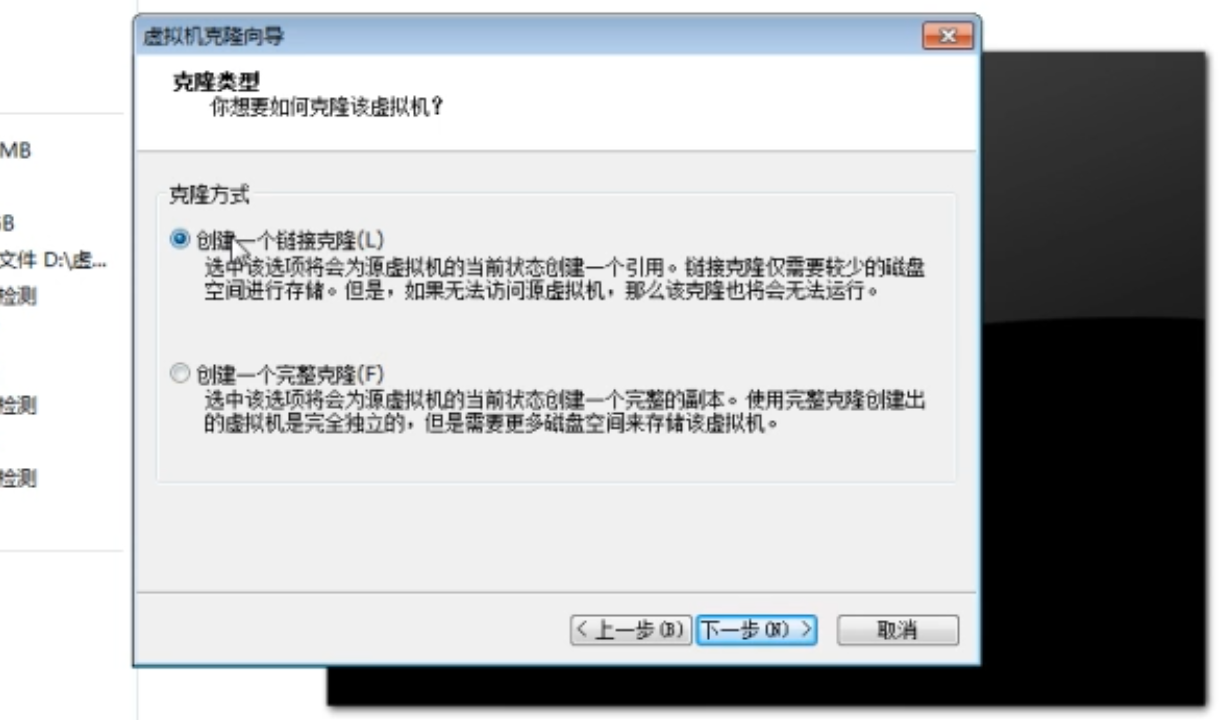 虚拟机克隆向导
克隆类型
你想要如何克隆该虚拟机?
MB
GB
文件 D:\虚...
检测
检测
检测
克隆方式
创建一个链接克隆(L)
选中该选项将会为源虚拟机的当前状态创建一个引用。链接克隆仅需要较少的磁盘
空间进行存储。但是，如果无法访问源虚拟机，那么该克隆也将会无法运行。
创建一个完整克隆(F)
选中该选项将会为源虚拟机的当前状态创建一个完整的副本。使用完整克隆创建出
的虚拟机是完全独立的，但是需要更多磁盘空间来存储该虚拟机。
< 上一步(B)
下一步(N) >
取消